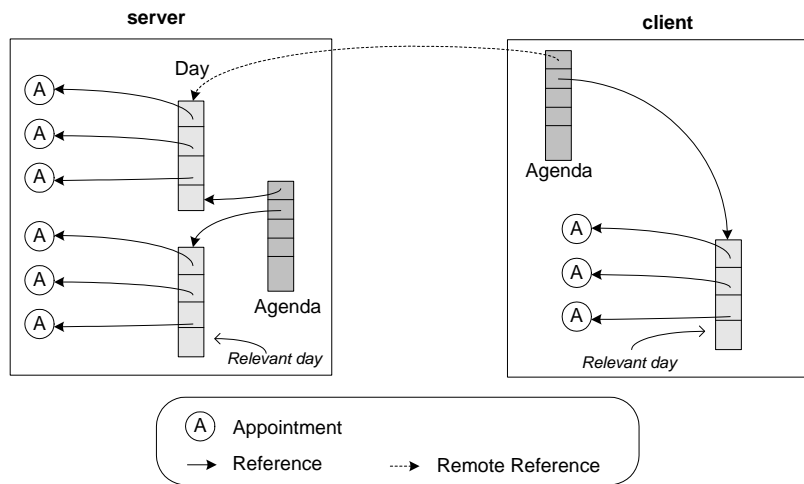 server
client
Day
A
A
A
Agenda
A
A
A
Agenda
Relevant day
A
A
A
Relevant day
A Appointment
Reference
Remote Reference